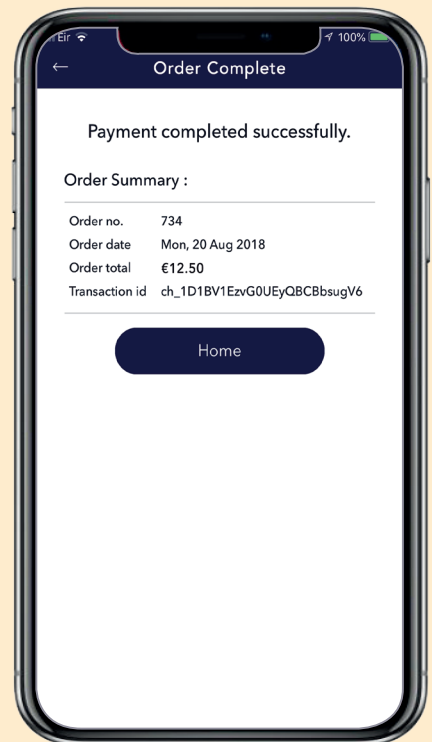 Eir 100%
← Order Complete
Payment completed successfully.
Order Summary :
Order no. 734
Order date Mon, 20 Aug 2018
Order total €12.50
Transaction id ch_1D1BV1EzvG0UEyQBCBbsugV6
Home